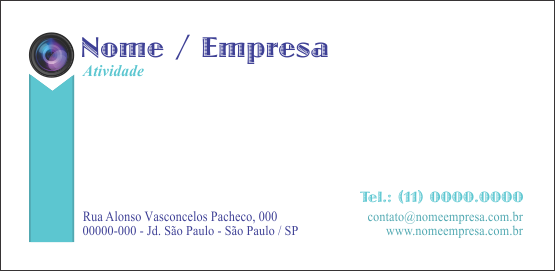 Nome / Empresa
Atividade
Tel.: (11) 0000.0000
Rua Alonso Vasconcelos Pacheco, 000
contato@nomeempresa.com.br
00000-000 - Jd. São Paulo - São Paulo / SP
www.nomeempresa.com.br